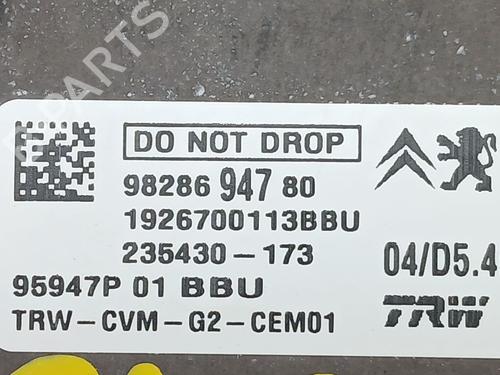 DO NOT DROP
98286 947 80
1926700113BBU
235430-173
04/D5.4
95947P 01 BBU
TRW-CVM-G2-CEM01
TRW
B-PARTS